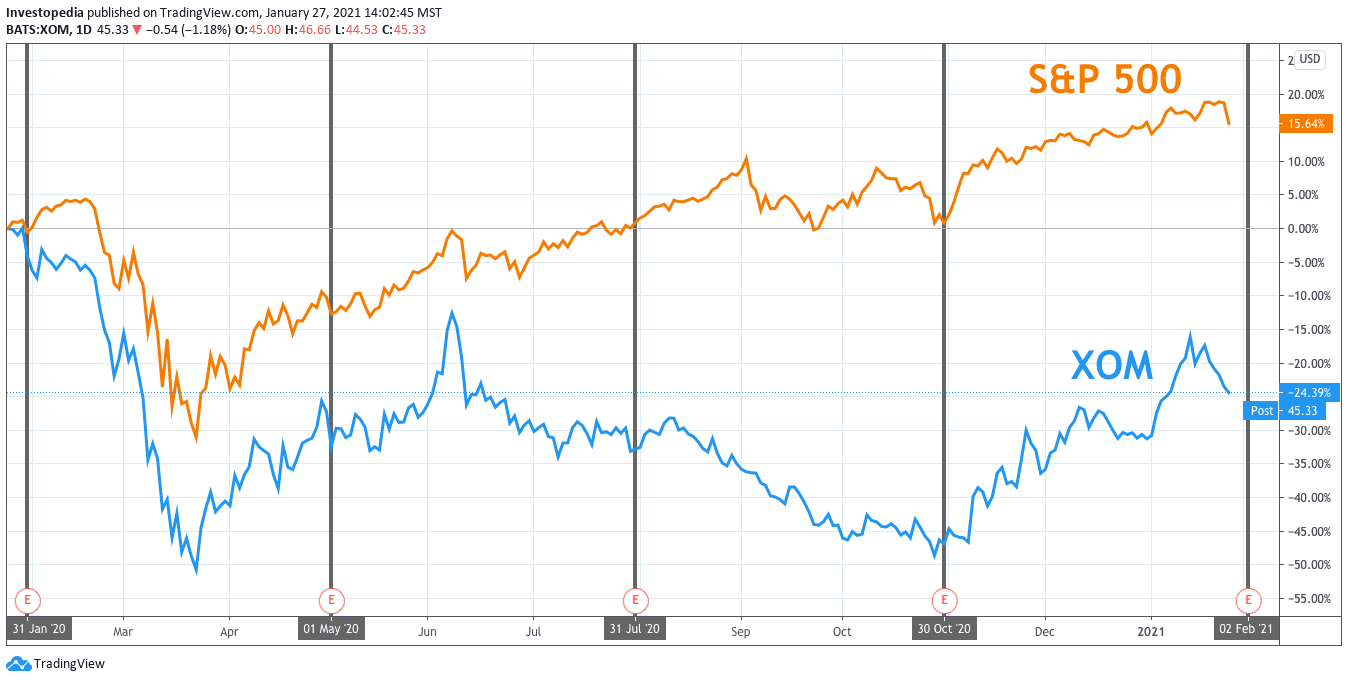 Investopedia published on TradingView.com, January 27, 2021 14:02:45 MST
BATS:XOM, 1D 45.33 ▼ −0.54 (−1.18%) O:45.00 H:46.66 L:44.53 C:45.33
USD
S&P 500
20.00%
15.64%
10.00%
5.00%
0.00%
−5.00%
−10.00%
−15.00%
XOM
−20.00%
−24.39%
Post 45.33
−30.00%
−35.00%
−40.00%
−45.00%
−50.00%
−55.00%
E E E E E
31 Jan '20 Mar Apr 01 May '20 Jun Jul 31 Jul '20 Sep Oct 30 Oct '20 Dec 2021 02 Feb '21
TradingView